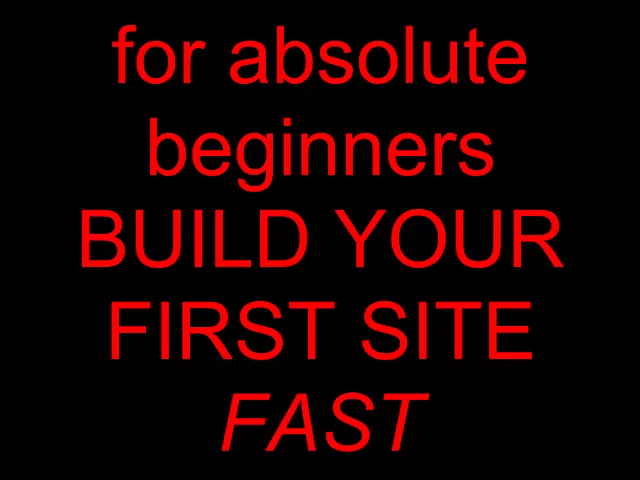 for absolute
beginners
BUILD YOUR
FIRST SITE
FAST